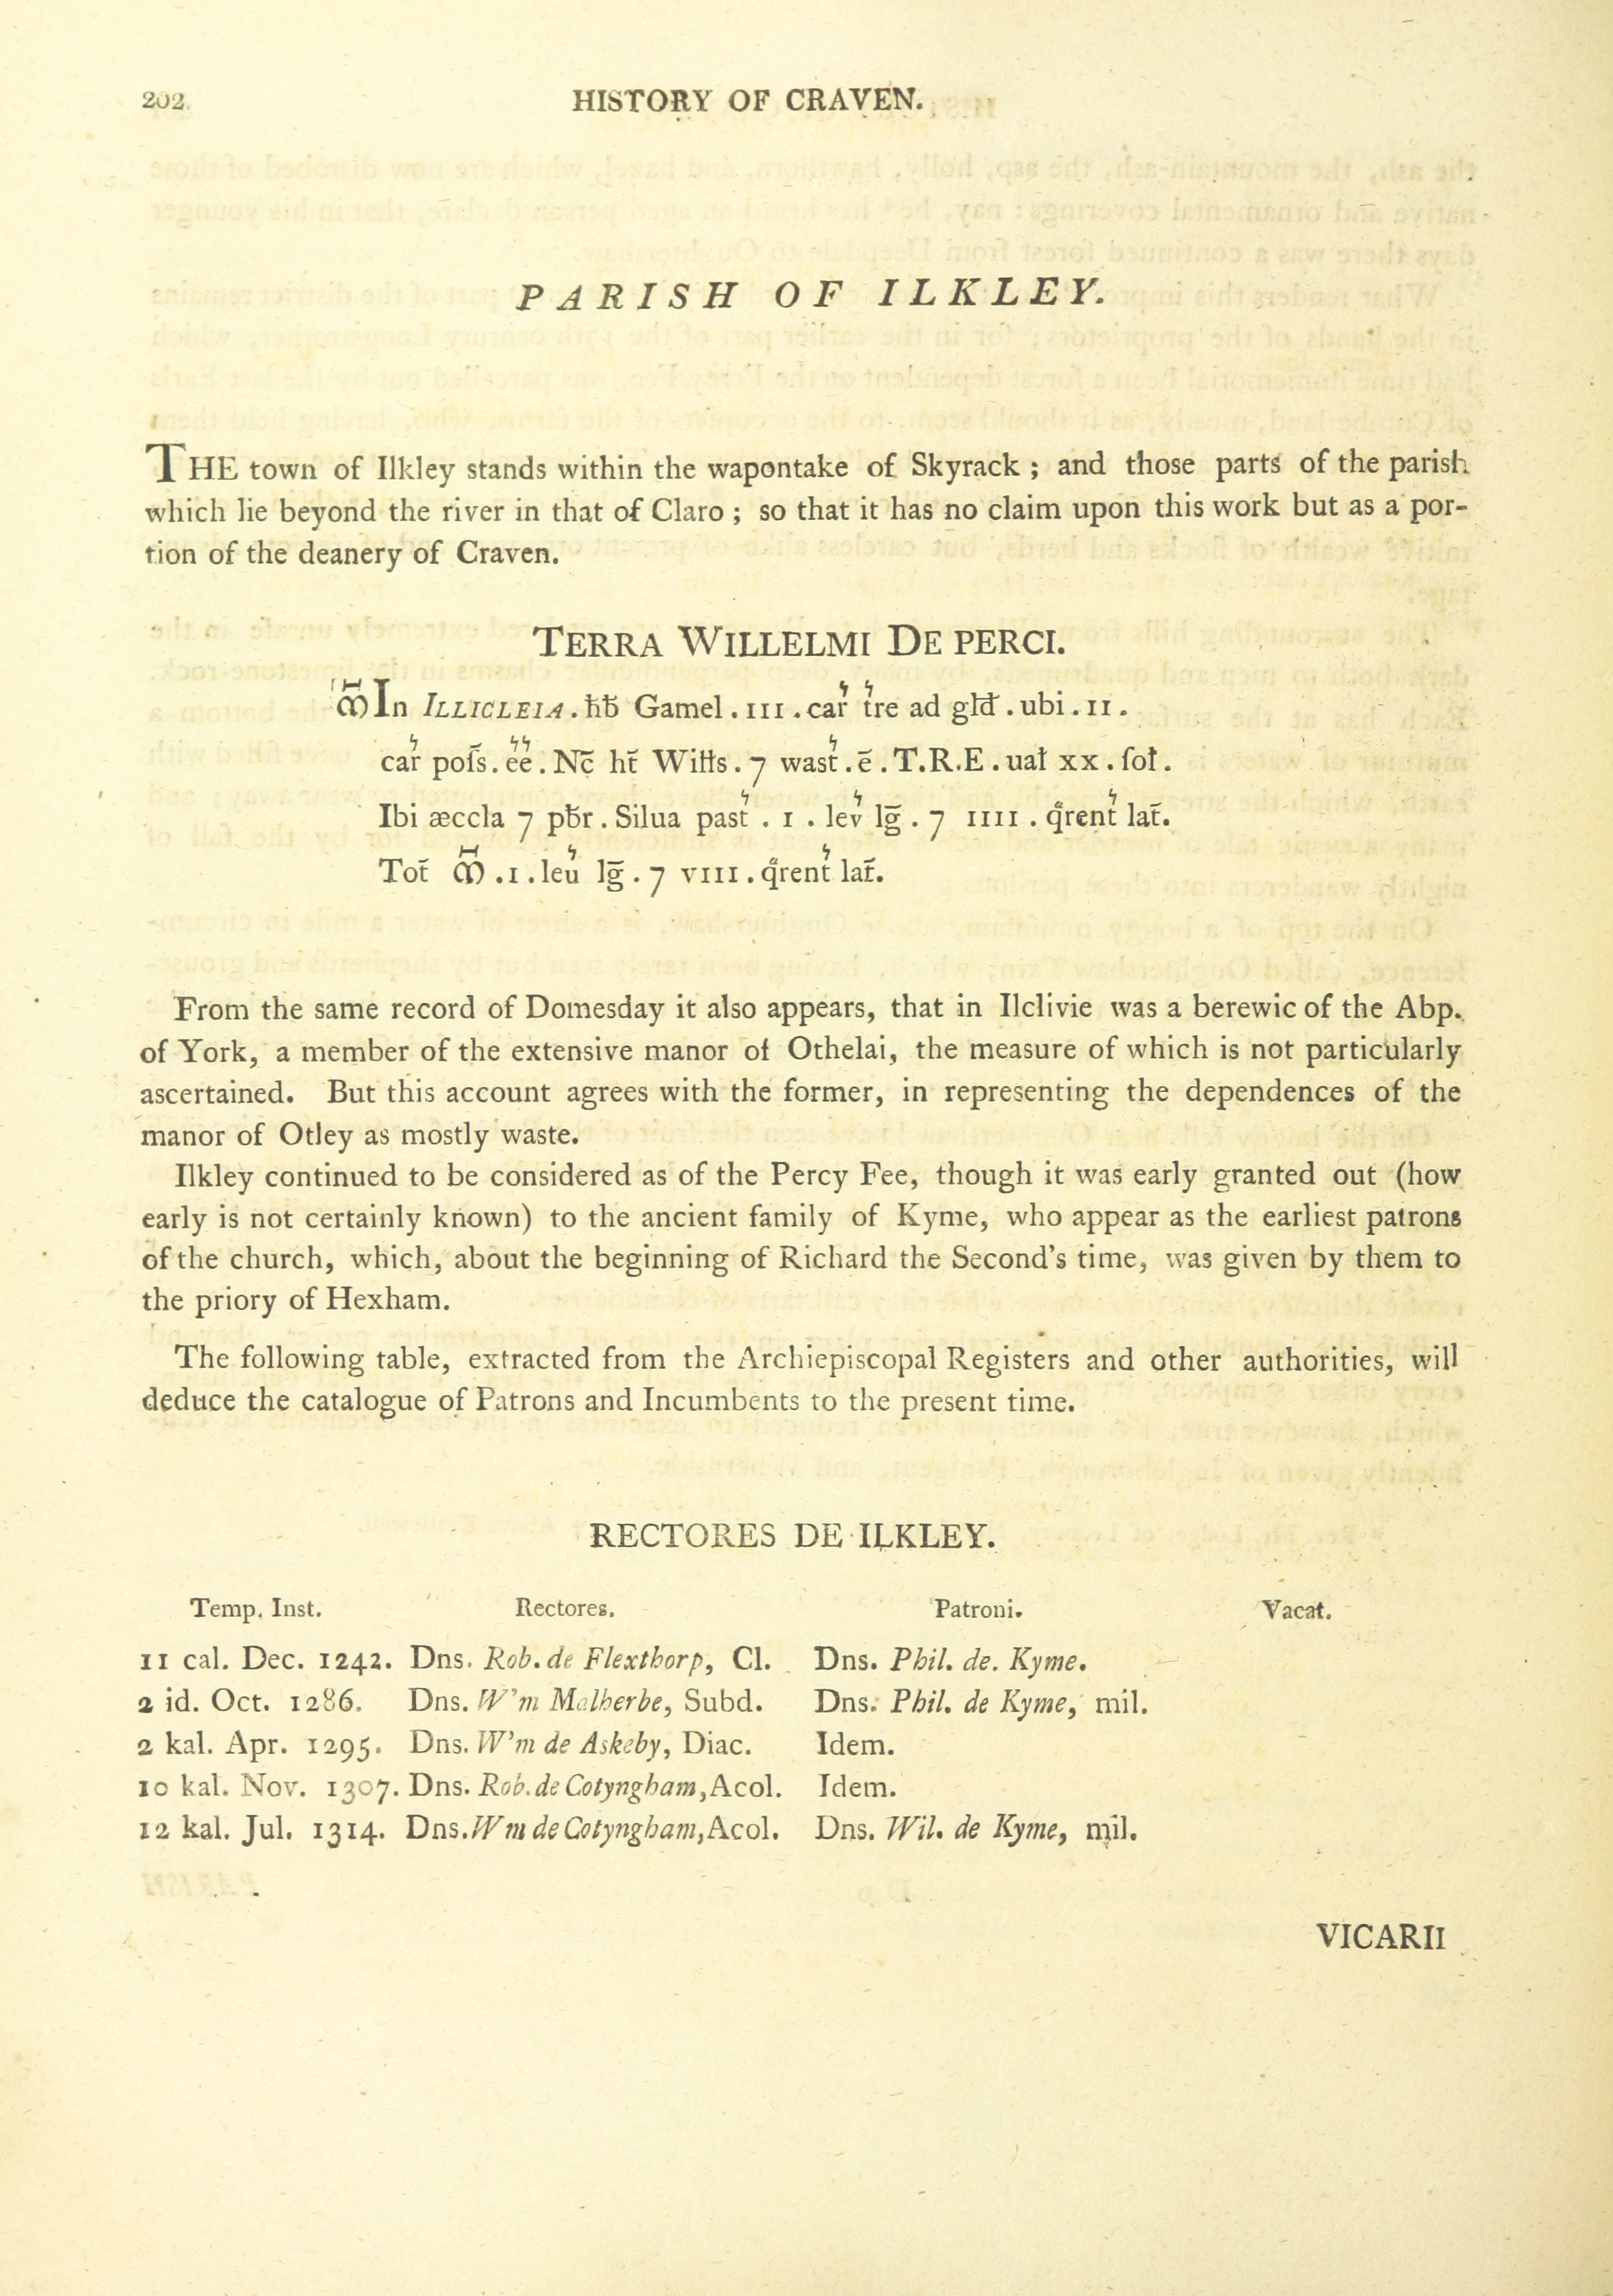 202
HISTORY OF CRAVEN.
PARISH OF ILKLEY.
THE town of Ilkley stands within the wapontake of Skyrack ; and those parts of the parish
which lie beyond the river in that of Claro ; so that it has no claim upon this work but as a por-
tion of the deanery of Craven.
TERRA WILLELMI DE PERCI.
m̃ In ILLICLEIA . ħƀ Gamel . III . car̛ t̛re ad gld̄ . ubi . II .
car̛ pots̄ . e̛e̛ . Nc̄ ht̄ Witts . 7 wast̛ . ē . T.R.E . uał xx . soł .
Ibi æccla 7 pƀr . Silua past̛ . I . lev̛ lḡ . 7 IIII . qͣrent̛ lat̄.
Tot̄ m̃ . I . leư lḡ . 7 VIII . qͣrent̛ lat̄.
From the same record of Domesday it also appears, that in Ilclivie was a berewic of the Abp.
of York, a member of the extensive manor of Othelai, the measure of which is not particularly
ascertained. But this account agrees with the former, in representing the dependences of the
manor of Otley as mostly waste.
Ilkley continued to be considered as of the Percy Fee, though it was early granted out (how
early is not certainly known) to the ancient family of Kyme, who appear as the earliest patrons
of the church, which, about the beginning of Richard the Second's time, was given by them to
the priory of Hexham.
The following table, extracted from the Archiepiscopal Registers and other authorities, will
deduce the catalogue of Patrons and Incumbents to the present time.
RECTORES DE ILKLEY.
Temp. Inst. Rectores. Patroni. Vacat.
11 cal. Dec. 1242. Dns. Rob. de Flexthorp, Cl. Dns. Phil. de. Kyme.
2 id. Oct. 1286. Dns. W'm Malherbe, Subd. Dns. Phil. de Kyme, mil.
2 kal. Apr. 1295. Dns. W'm de Askeby, Diac. Idem.
10 kal. Nov. 1307. Dns. Rob. de Cotyngham, Acol. Idem.
12 kal. Jul. 1314. Dns. Wm de Cotyngham, Acol. Dns. Wil. de Kyme, mil.
VICARII